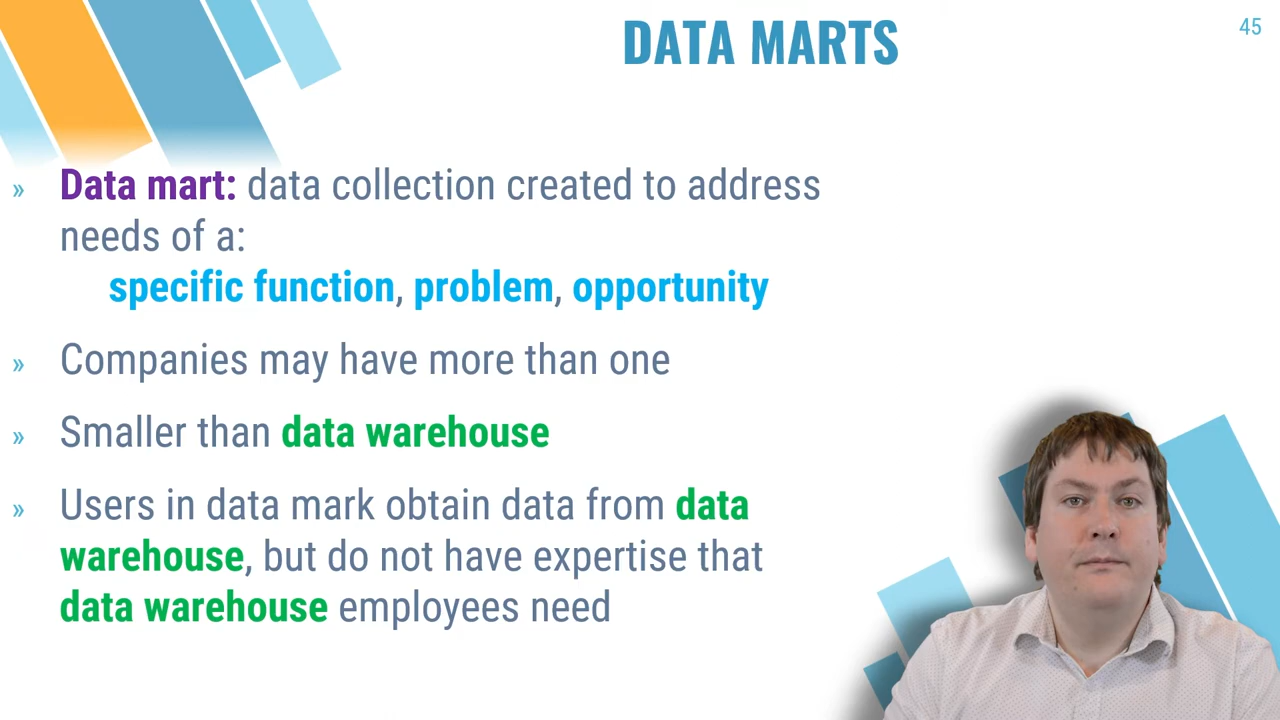 DATA MARTS
45
» Data mart: data collection created to address
needs of a:
specific function, problem, opportunity
» Companies may have more than one
» Smaller than data warehouse
» Users in data mark obtain data from data
warehouse, but do not have expertise that
data warehouse employees need